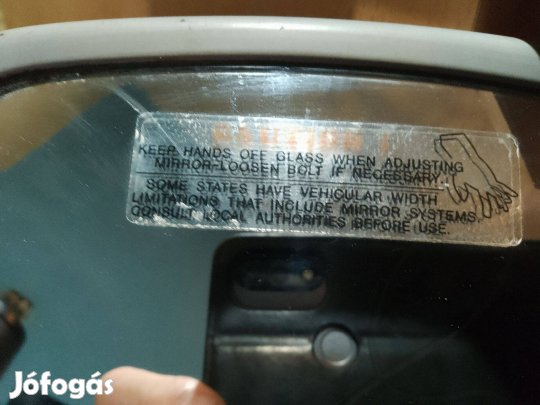 CAUTION !
KEEP HANDS OFF GLASS WHEN ADJUSTING
MIRROR-LOOSEN BOLT IF NECESSARY.
SOME STATES HAVE VEHICULAR WIDTH
LIMITATIONS THAT INCLUDE MIRROR SYSTEMS.
CONSULT LOCAL AUTHORITIES BEFORE USE.
Jófogás